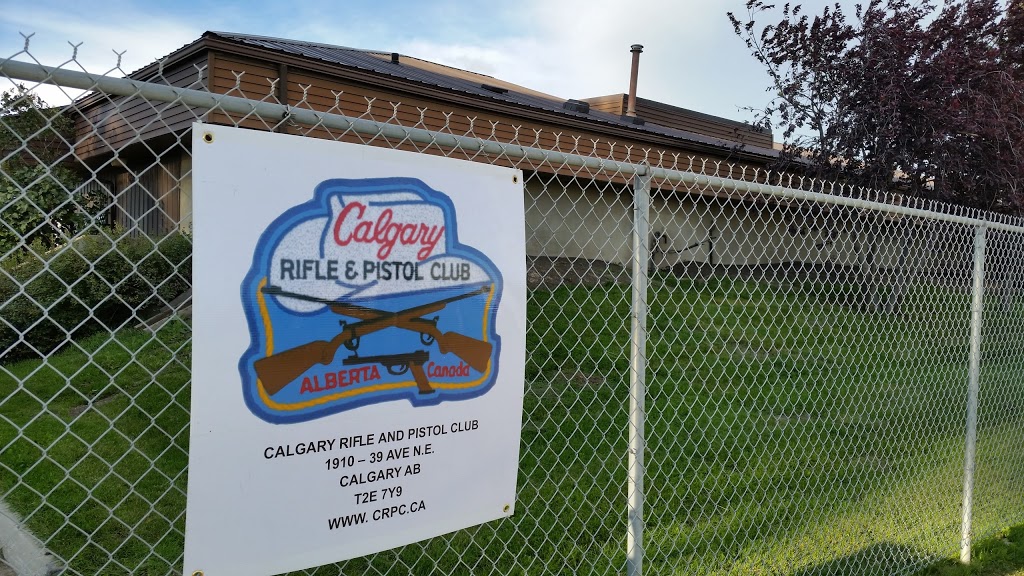 Calgary
RIFLE & PISTOL CLUB
ALBERTA Canada
CALGARY RIFLE AND PISTOL CLUB
1910 – 39 AVE N.E.
CALGARY AB
T2E 7Y9
WWW. CRPC.CA